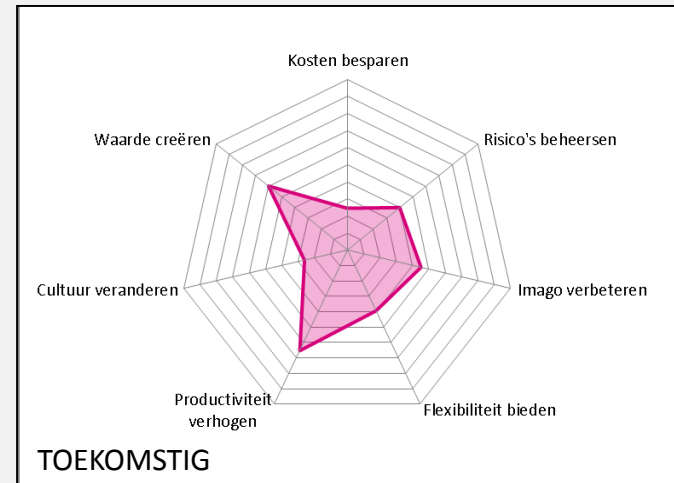 Kosten besparen
Waarde creëren
Risico's beheersen
Cultuur veranderen
Imago verbeteren
Productiviteit
verhogen
Flexibiliteit bieden
TOEKOMSTIG